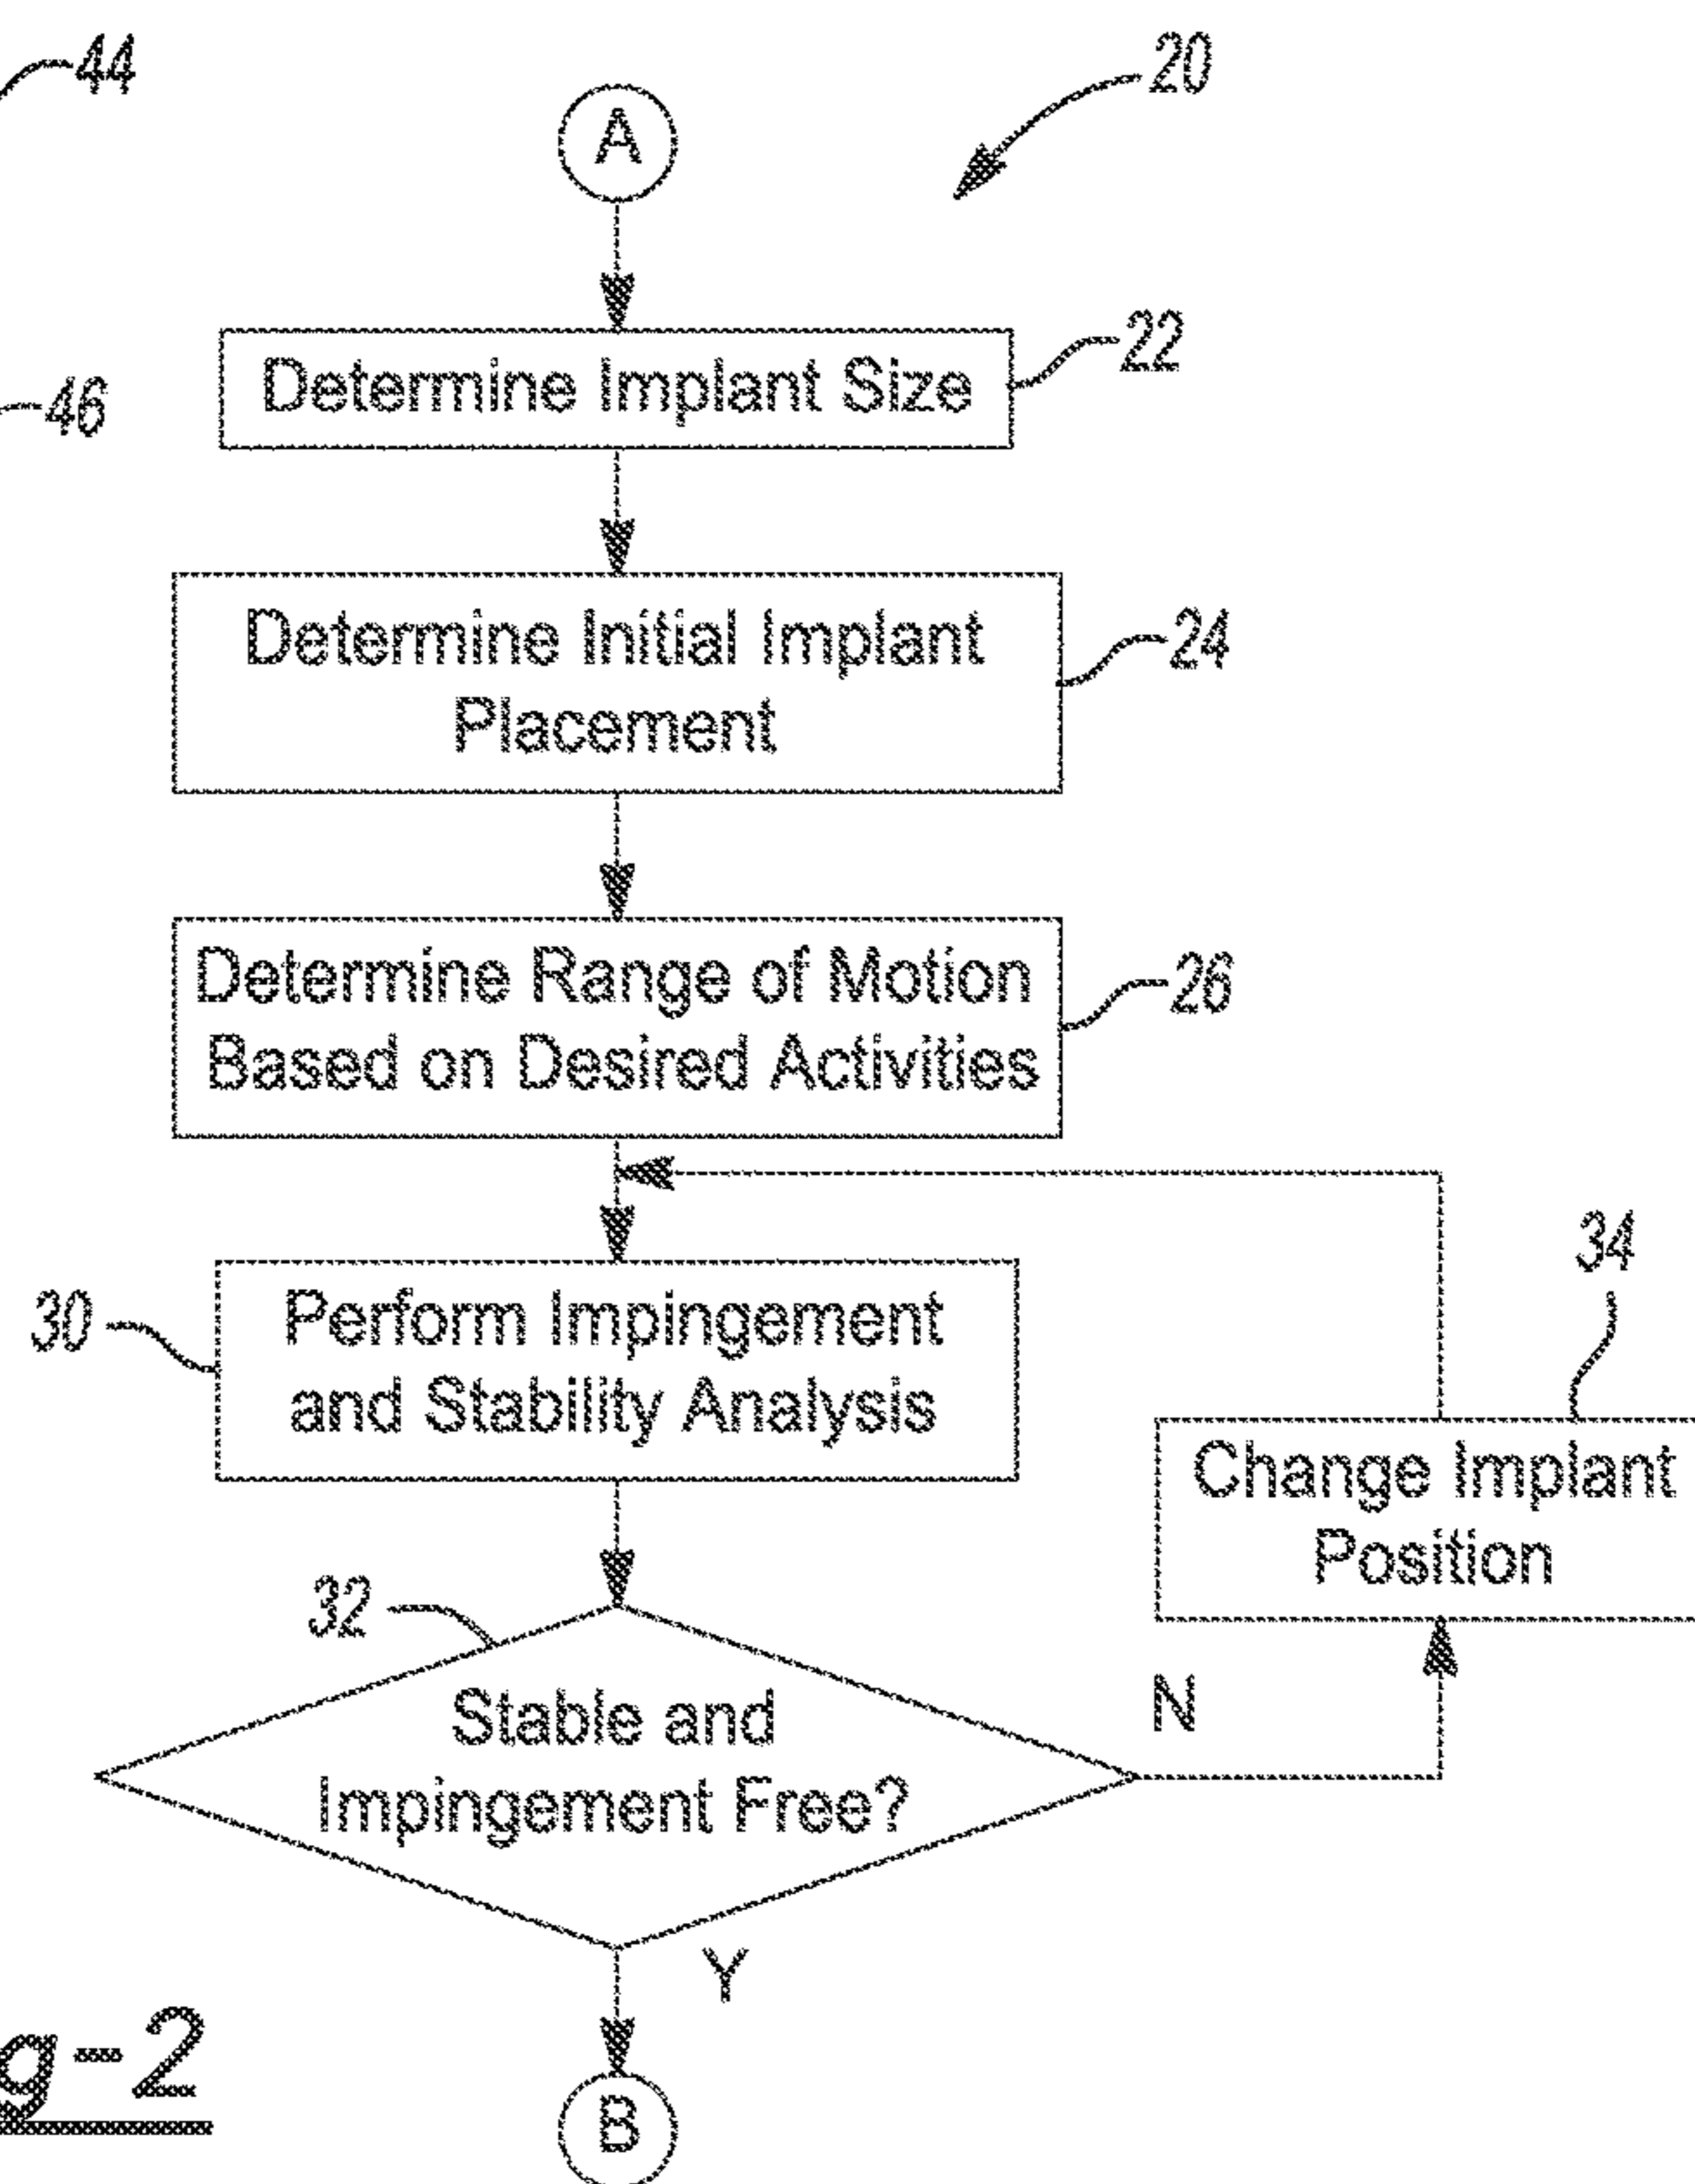 44
20
A
22
Determine Implant Size
46
24
Determine Initial Implant
Placement
26
Determine Range of Motion
Based on Desired Activities
34
30
Perform Impingement
and Stability Analysis
Change Implant
Position
32
N
Stable and
Impingement Free?
Y
g-2
B